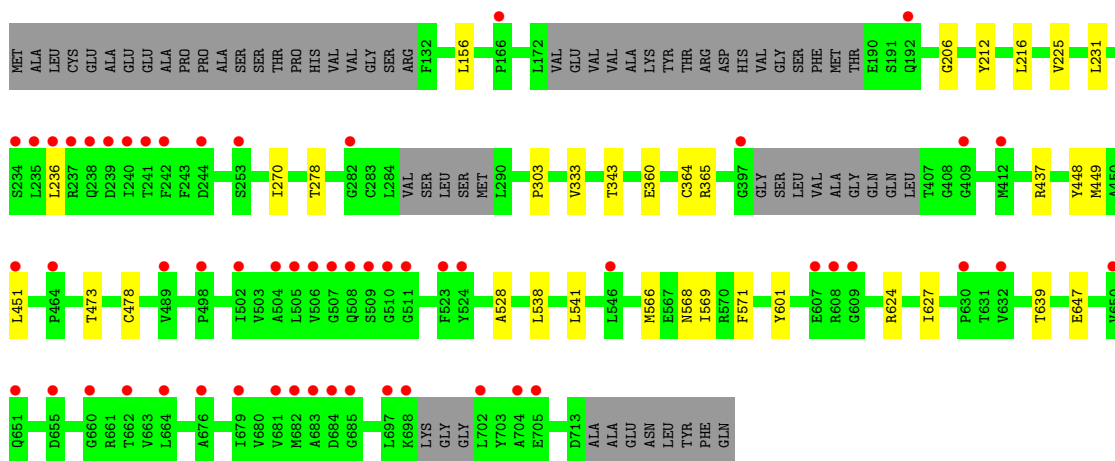 MET ALA LEU CYS GLU ALA GLU GLU ALA PRO PRO ALA SER SER THR PRO HIS VAL VAL GLY SER ARG F132 L156 P166 L172 VAL GLU VAL VAL ALA LYS TYR THR THR ARG ASP HIS VAL GLY SER PHE MET THR E190 S191 Q192 G206 Y212 L216 V225 L231
S234 L235 L236 R237 Q238 D239 I240 T241 F242 F243 D244 S253 I270 T278 G282 C283 L284 VAL SER LEU SER MET L290 P303 V333 T343 E360 C364 R365 G397 GLY SER LEU VAL ALA GLY GLN GLN LEU T407 G408 G409 M412 R437 Y448 M449 A450
L451 P464 T473 C478 V489 P498 I502 V503 A504 L505 V506 G507 Q508 S509 G510 G511 F523 Y524 A528 L538 L541 L546 M566 E567 N568 I569 R570 F571 Y601 E607 R608 G609 R624 I627 P630 T631 V632 T639 E647 V650
Q651 D655 G660 R661 T662 V663 L664 A676 I679 V680 V681 M682 A683 D684 G685 L697 K698 LYS GLY GLY L702 Y703 A704 E705 D713 ALA ALA GLU ASN LEU TYR PHE GLN